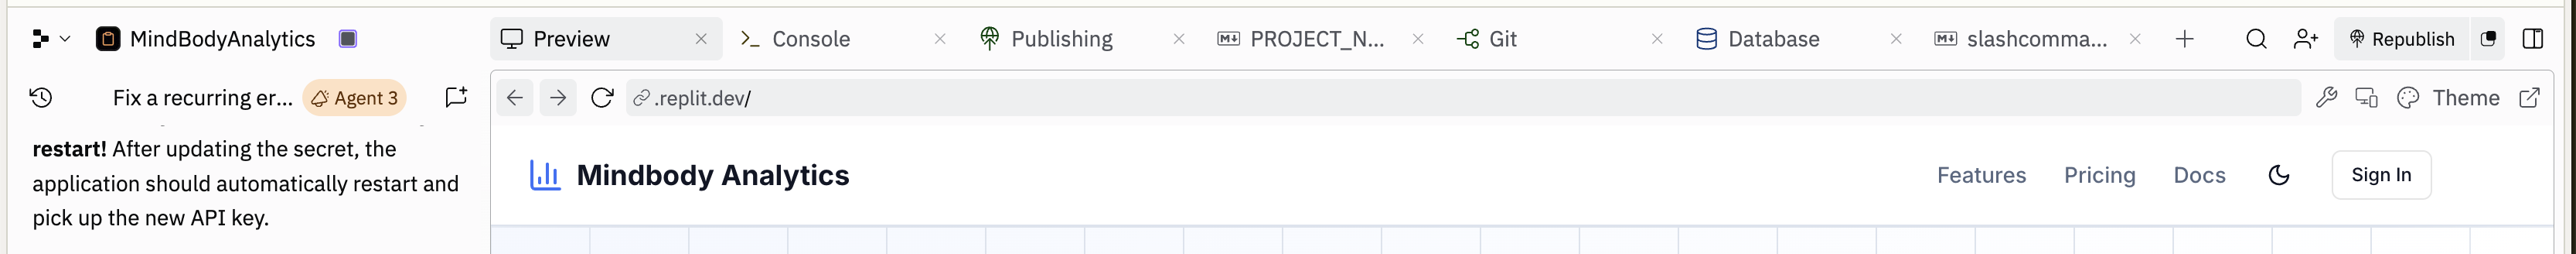 MindBodyAnalytics
Preview
Console
Publishing
PROJECT_N...
Git
Database
slashcomma...
Republish
Fix a recurring er...
Agent 3
.replit.dev/
Theme
restart! After updating the secret, the
application should automatically restart and
pick up the new API key.
Mindbody Analytics
Features
Pricing
Docs
Sign In